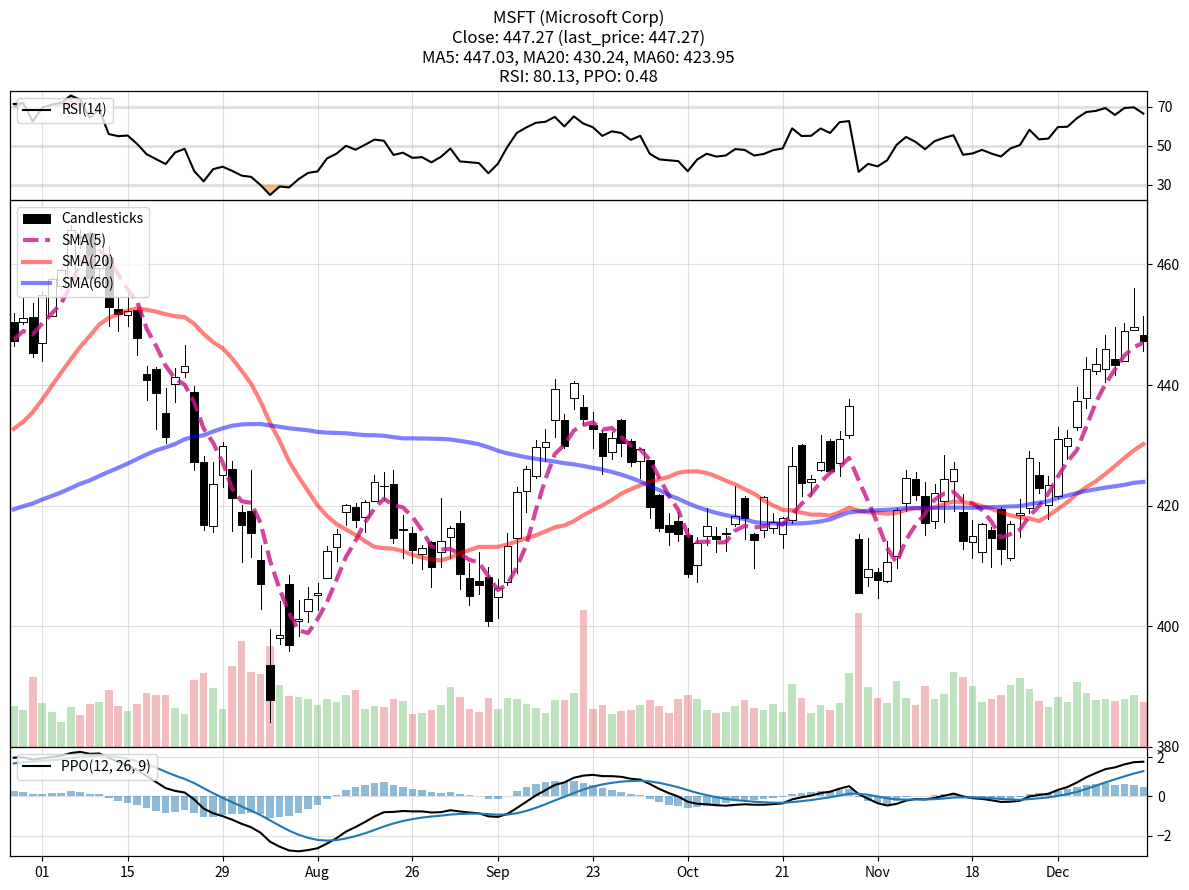 MSFT (Microsoft Corp)
Close: 447.27 (last_price: 447.27)
MA5: 447.03, MA20: 430.24, MA60: 423.95
RSI: 80.13, PPO: 0.48
RSI(14)
70
50
30
Candlesticks
SMA(5)
SMA(20)
SMA(60)
460
440
420
400
380
PPO(12, 26, 9)
2
0
−2
01
15
29
Aug
26
Sep
23
Oct
21
Nov
18
Dec